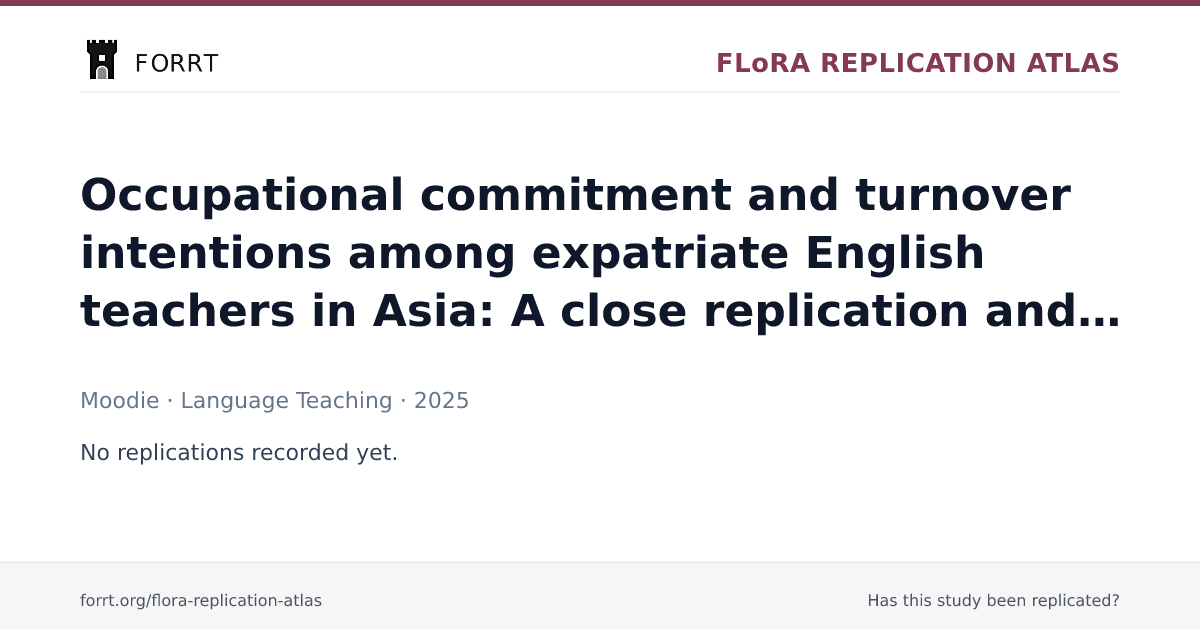 FORRT
FLoRA REPLICATION ATLAS
Occupational commitment and turnover
intentions among expatriate English
teachers in Asia: A close replication and…
Moodie · Language Teaching · 2025
No replications recorded yet.
forrt.org/flora-replication-atlas
Has this study been replicated?